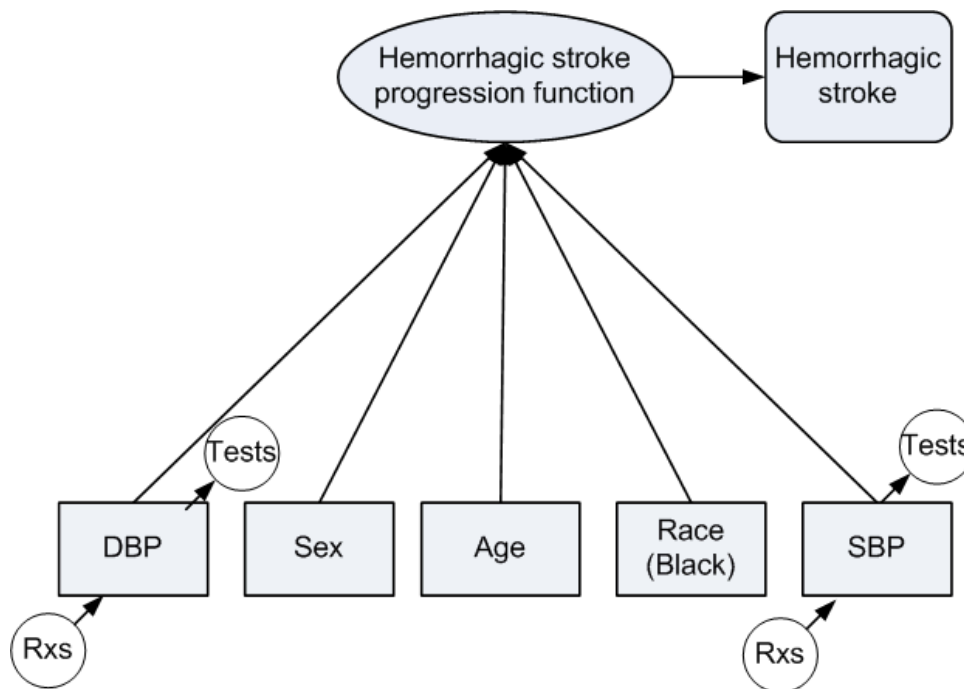 Hemorrhagic stroke
progression function
Hemorrhagic
stroke
Tests
Tests
DBP
Sex
Age
Race
(Black)
SBP
Rxs
Rxs